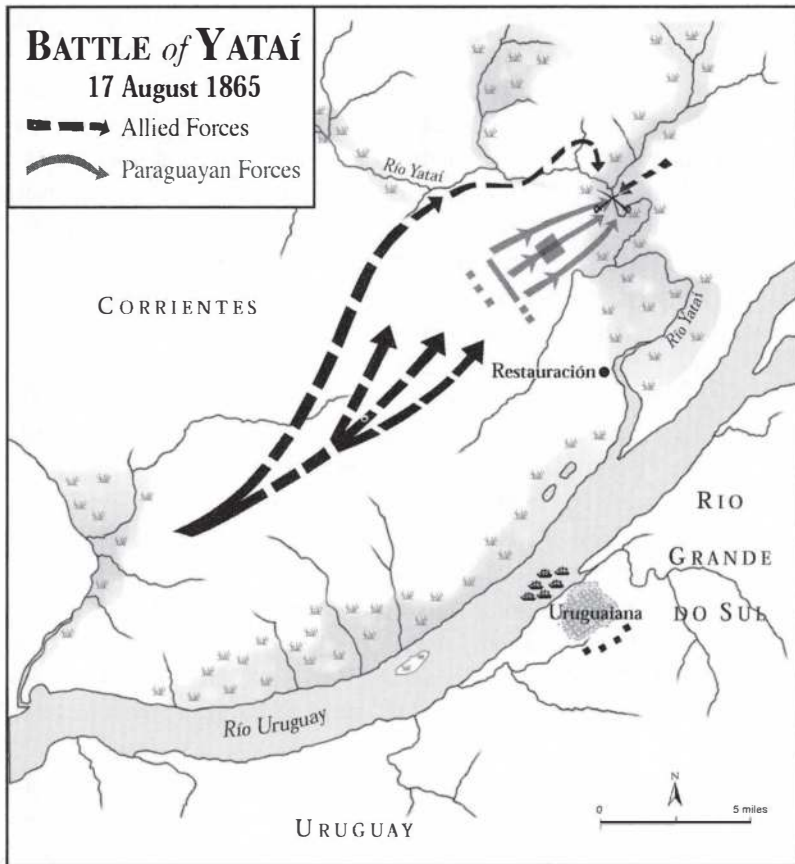 BATTLE of YATAÍ
17 August 1865
Allied Forces
Paraguayan Forces
Río Yataí
CORRIENTES
Río Yataí
Restauración
RIO
GRANDE
DO SUL
Uruguaiana
Río Uruguay
URUGUAY
N
0 5 miles